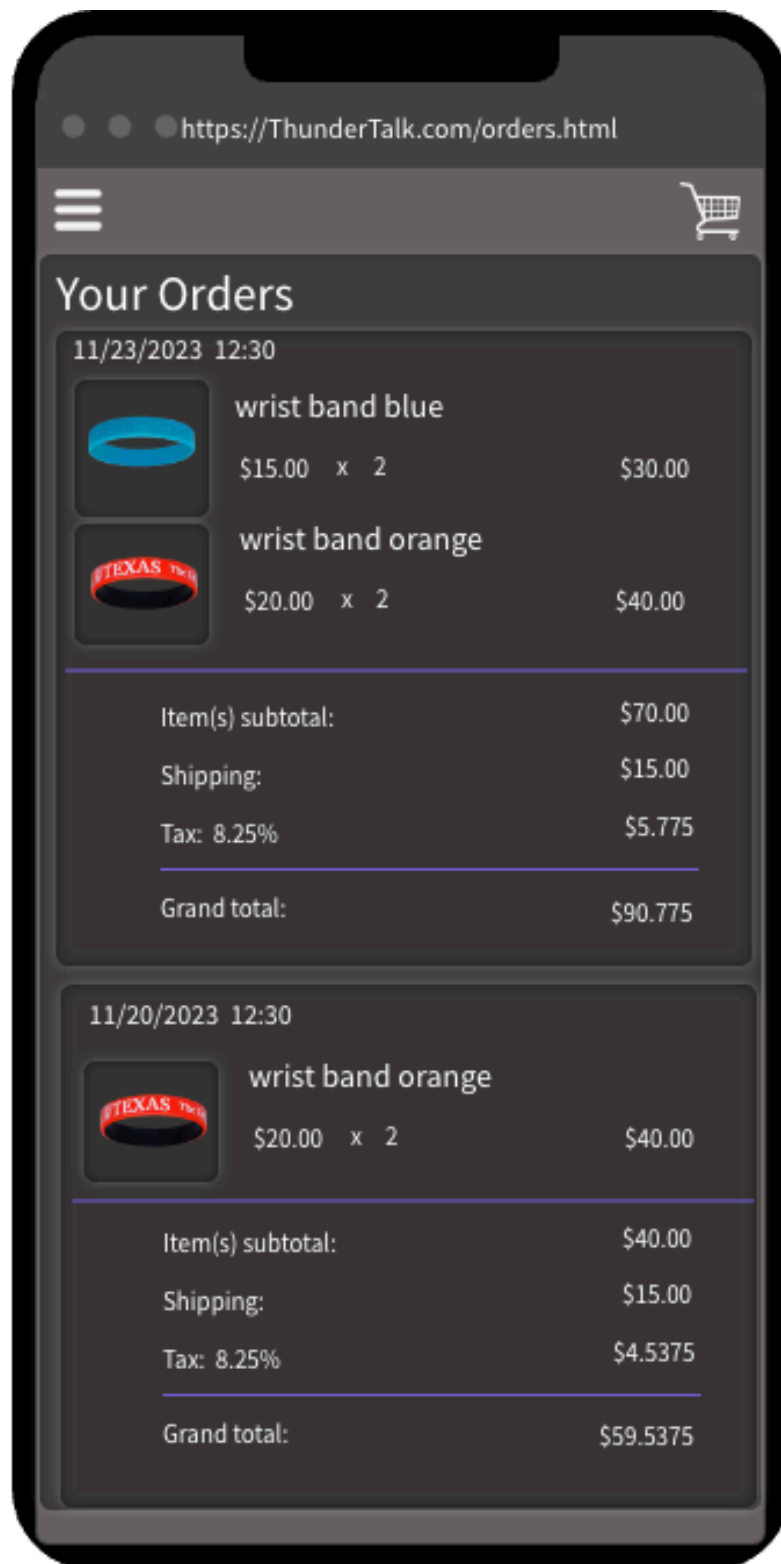 https://ThunderTalk.com/orders.html
Your Orders
11/23/2023 12:30
wrist band blue
$15.00 x 2 $30.00
wrist band orange
TEXAS The
$20.00 x 2 $40.00
Item(s) subtotal: $70.00
Shipping: $15.00
Tax: 8.25% $5.775
Grand total: $90.775
11/20/2023 12:30
wrist band orange
TEXAS
$20.00 x 2 $40.00
Item(s) subtotal: $40.00
Shipping: $15.00
Tax: 8.25% $4.5375
Grand total: $59.5375